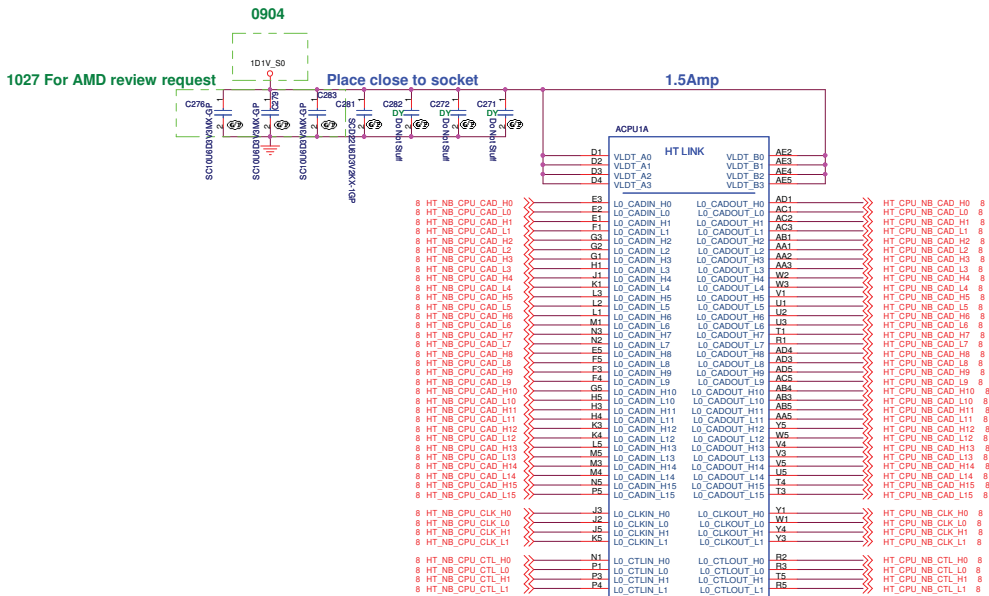 0904
1D1V_S0
1027 For AMD review request
Place close to socket
1.5Amp
C276 C279 C283 C281 C282 C272 C271
1 1 1 1 1 1 1
DY DY DY
2 2 2 2 2 2 2
SC10U6D3V3MX-GP
SC10U6D3V3MX-GP
SC10U6D3V3MX-GP
SCD22U6D3V2KX-1GP
Do Not Stuff
Do Not Stuff
Do Not Stuff
ACPU1A
HT LINK
D1 VLDT_A0 VLDT_B0 AE2
D2 VLDT_A1 VLDT_B1 AE3
D3 VLDT_A2 VLDT_B2 AE4
D4 VLDT_A3 VLDT_B3 AE5
8 HT_NB_CPU_CAD_H0 E3 L0_CADIN_H0 L0_CADOUT_H0 AD1 HT_CPU_NB_CAD_H0 8
8 HT_NB_CPU_CAD_L0 E2 L0_CADIN_L0 L0_CADOUT_L0 AC1 HT_CPU_NB_CAD_L0 8
8 HT_NB_CPU_CAD_H1 E1 L0_CADIN_H1 L0_CADOUT_H1 AC2 HT_CPU_NB_CAD_H1 8
8 HT_NB_CPU_CAD_L1 F1 L0_CADIN_L1 L0_CADOUT_L1 AC3 HT_CPU_NB_CAD_L1 8
8 HT_NB_CPU_CAD_H2 G3 L0_CADIN_H2 L0_CADOUT_H2 AB1 HT_CPU_NB_CAD_H2 8
8 HT_NB_CPU_CAD_L2 G2 L0_CADIN_L2 L0_CADOUT_L2 AA1 HT_CPU_NB_CAD_L2 8
8 HT_NB_CPU_CAD_H3 G1 L0_CADIN_H3 L0_CADOUT_H3 AA2 HT_CPU_NB_CAD_H3 8
8 HT_NB_CPU_CAD_L3 H1 L0_CADIN_L3 L0_CADOUT_L3 AA3 HT_CPU_NB_CAD_L3 8
8 HT_NB_CPU_CAD_H4 J1 L0_CADIN_H4 L0_CADOUT_H4 W2 HT_CPU_NB_CAD_H4 8
8 HT_NB_CPU_CAD_L4 K1 L0_CADIN_L4 L0_CADOUT_L4 W3 HT_CPU_NB_CAD_L4 8
8 HT_NB_CPU_CAD_H5 L3 L0_CADIN_H5 L0_CADOUT_H5 V1 HT_CPU_NB_CAD_H5 8
8 HT_NB_CPU_CAD_L5 L2 L0_CADIN_L5 L0_CADOUT_L5 U1 HT_CPU_NB_CAD_L5 8
8 HT_NB_CPU_CAD_H6 L1 L0_CADIN_H6 L0_CADOUT_H6 U2 HT_CPU_NB_CAD_H6 8
8 HT_NB_CPU_CAD_L6 M1 L0_CADIN_L6 L0_CADOUT_L6 U3 HT_CPU_NB_CAD_L6 8
8 HT_NB_CPU_CAD_H7 N3 L0_CADIN_H7 L0_CADOUT_H7 T1 HT_CPU_NB_CAD_H7 8
8 HT_NB_CPU_CAD_L7 N2 L0_CADIN_L7 L0_CADOUT_L7 R1 HT_CPU_NB_CAD_L7 8
8 HT_NB_CPU_CAD_H8 E5 L0_CADIN_H8 L0_CADOUT_H8 AD4 HT_CPU_NB_CAD_H8 8
8 HT_NB_CPU_CAD_L8 F5 L0_CADIN_L8 L0_CADOUT_L8 AD3 HT_CPU_NB_CAD_L8 8
8 HT_NB_CPU_CAD_H9 F3 L0_CADIN_H9 L0_CADOUT_H9 AD5 HT_CPU_NB_CAD_H9 8
8 HT_NB_CPU_CAD_L9 F4 L0_CADIN_L9 L0_CADOUT_L9 AC5 HT_CPU_NB_CAD_L9 8
8 HT_NB_CPU_CAD_H10 G5 L0_CADIN_H10 L0_CADOUT_H10 AB4 HT_CPU_NB_CAD_H10 8
8 HT_NB_CPU_CAD_L10 H5 L0_CADIN_L10 L0_CADOUT_L10 AB3 HT_CPU_NB_CAD_L10 8
8 HT_NB_CPU_CAD_H11 H3 L0_CADIN_H11 L0_CADOUT_H11 AB5 HT_CPU_NB_CAD_H11 8
8 HT_NB_CPU_CAD_L11 H4 L0_CADIN_L11 L0_CADOUT_L11 AA5 HT_CPU_NB_CAD_L11 8
8 HT_NB_CPU_CAD_H12 K3 L0_CADIN_H12 L0_CADOUT_H12 Y5 HT_CPU_NB_CAD_H12 8
8 HT_NB_CPU_CAD_L12 K4 L0_CADIN_L12 L0_CADOUT_L12 W5 HT_CPU_NB_CAD_L12 8
8 HT_NB_CPU_CAD_H13 L5 L0_CADIN_H13 L0_CADOUT_H13 V4 HT_CPU_NB_CAD_H13 8
8 HT_NB_CPU_CAD_L13 M5 L0_CADIN_L13 L0_CADOUT_L13 V3 HT_CPU_NB_CAD_L13 8
8 HT_NB_CPU_CAD_H14 M3 L0_CADIN_H14 L0_CADOUT_H14 V5 HT_CPU_NB_CAD_H14 8
8 HT_NB_CPU_CAD_L14 M4 L0_CADIN_L14 L0_CADOUT_L14 U5 HT_CPU_NB_CAD_L14 8
8 HT_NB_CPU_CAD_H15 N5 L0_CADIN_H15 L0_CADOUT_H15 T4 HT_CPU_NB_CAD_H15 8
8 HT_NB_CPU_CAD_L15 P5 L0_CADIN_L15 L0_CADOUT_L15 T3 HT_CPU_NB_CAD_L15 8
8 HT_NB_CPU_CLK_H0 J3 L0_CLKIN_H0 L0_CLKOUT_H0 Y1 HT_CPU_NB_CLK_H0 8
8 HT_NB_CPU_CLK_L0 J2 L0_CLKIN_L0 L0_CLKOUT_L0 W1 HT_CPU_NB_CLK_L0 8
8 HT_NB_CPU_CLK_H1 J5 L0_CLKIN_H1 L0_CLKOUT_H1 Y4 HT_CPU_NB_CLK_H1 8
8 HT_NB_CPU_CLK_L1 K5 L0_CLKIN_L1 L0_CLKOUT_L1 Y3 HT_CPU_NB_CLK_L1 8
8 HT_NB_CPU_CTL_H0 N1 L0_CTLIN_H0 L0_CTLOUT_H0 R2 HT_CPU_NB_CTL_H0 8
8 HT_NB_CPU_CTL_L0 P1 L0_CTLIN_L0 L0_CTLOUT_L0 R3 HT_CPU_NB_CTL_L0 8
8 HT_NB_CPU_CTL_H1 P3 L0_CTLIN_H1 L0_CTLOUT_H1 T5 HT_CPU_NB_CTL_H1 8
8 HT_NB_CPU_CTL_L1 P4 L0_CTLIN_L1 L0_CTLOUT_L1 R5 HT_CPU_NB_CTL_L1 8